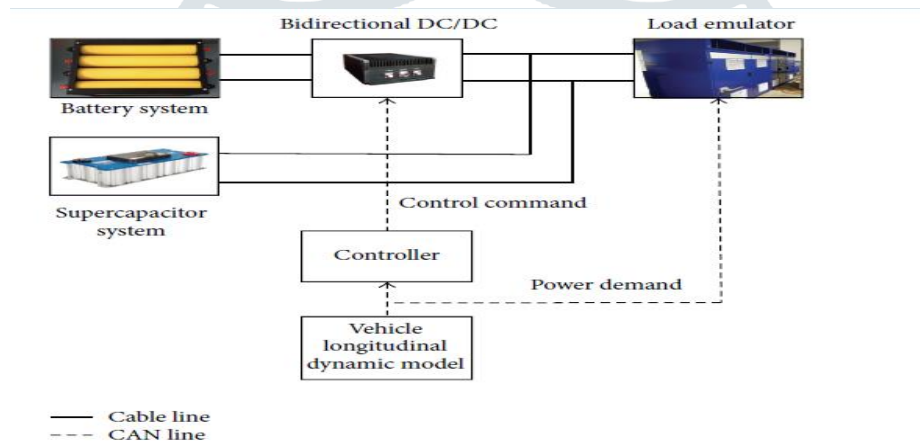 Bidirectional DC/DC
Load emulator
Battery system
Supercapacitor
system
Control command
Controller
Power demand
Vehicle
longitudinal
dynamic model
Cable line
CAN line